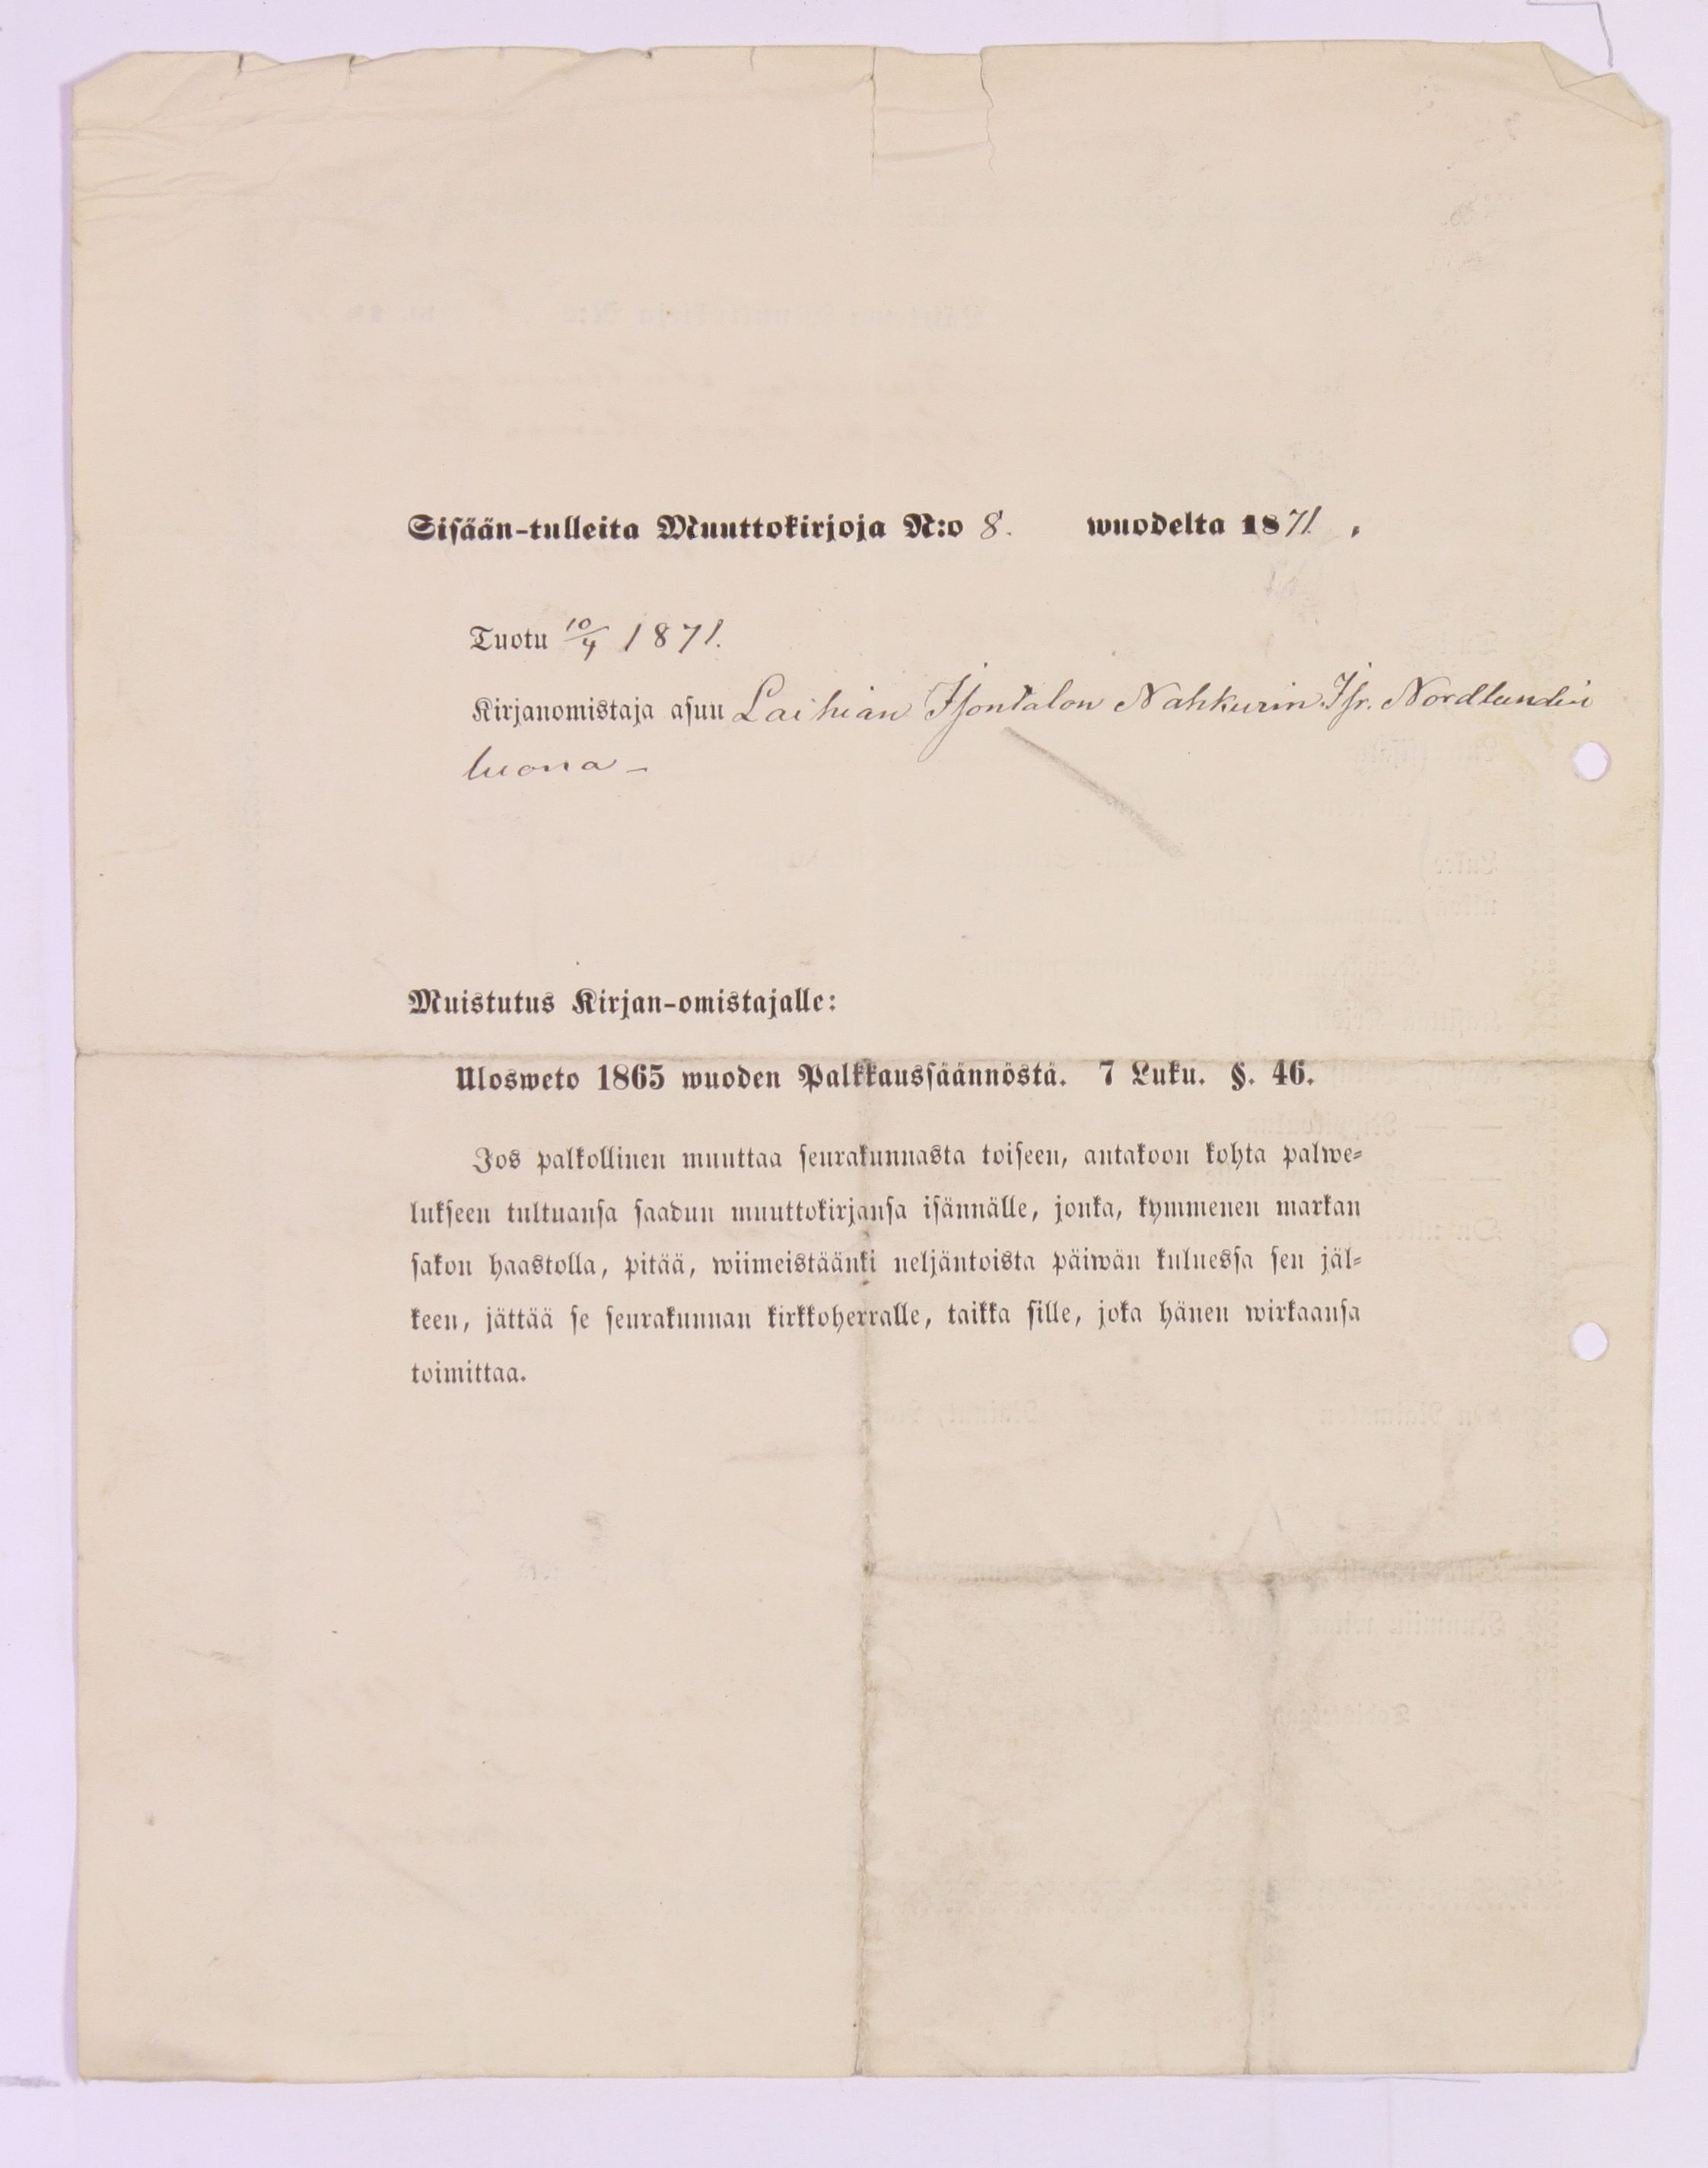 Sisään-tulleita Muuttokirjoja N:o 8. wuodelta 1871.
Tuotu 10/4 1871.
Kirjanomistaja asuu Laihian Isontalon Nahkurin Isr. Nordlundin
luona –
Muistutus Kirjan-omistajalle:
Ulosweto 1865 wuoden Palkkaussäännöstä. 7 Luku. §. 46.
Jos palkollinen muuttaa seurakunnasta toiseen, antakoon kohta palwe-
lukseen tultuansa saadun muuttokirjansa isännälle, jonka, kymmenen markan
sakon haastolla, pitää, wiimeistäänki neljäntoista päiwän kuluessa sen jäl-
keen, jättää se seurakunnan kirkkoherralle, taikka sille, joka hänen wirkaansa
toimittaa.